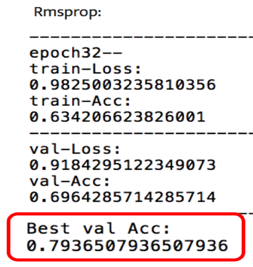 Rmsprop:
--------------------
epoch32--
train-Loss:
0.9825003235810356
train-Acc:
0.634206623826001
--------------------
val-Loss:
0.9184295122349073
val-Acc:
0.6964285714285714
Best val Acc:
0.7936507936507936